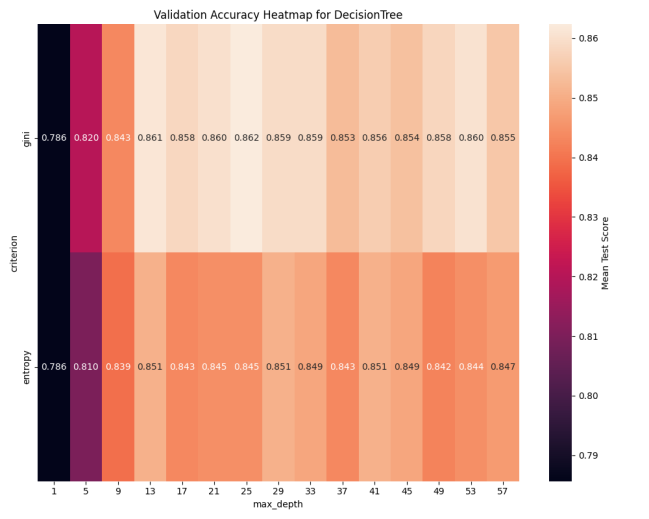 Validation Accuracy Heatmap for DecisionTree
criterion
gini
0.786 0.820 0.843 0.861 0.858 0.860 0.862 0.859 0.859 0.853 0.856 0.854 0.858 0.860 0.855
entropy
0.786 0.810 0.839 0.851 0.843 0.845 0.845 0.851 0.849 0.843 0.851 0.849 0.842 0.844 0.847
1 5 9 13 17 21 25 29 33 37 41 45 49 53 57
max_depth
0.86
0.85
0.84
0.83
0.82
0.81
0.80
0.79
Mean Test Score